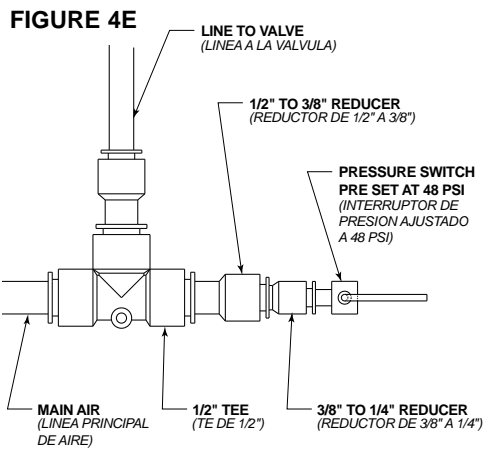 FIGURE 4E
LINE TO VALVE
(LINEA A LA VALVULA)
1/2" TO 3/8" REDUCER
(REDUCTOR DE 1/2" A 3/8")
PRESSURE SWITCH
PRE SET AT 48 PSI
(INTERRUPTOR DE
PRESION AJUSTADO
A 48 PSI)
MAIN AIR
(LINEA PRINCIPAL
DE AIRE)
1/2" TEE
(TE DE 1/2")
3/8" TO 1/4" REDUCER
(REDUCTOR DE 3/8" A 1/4")